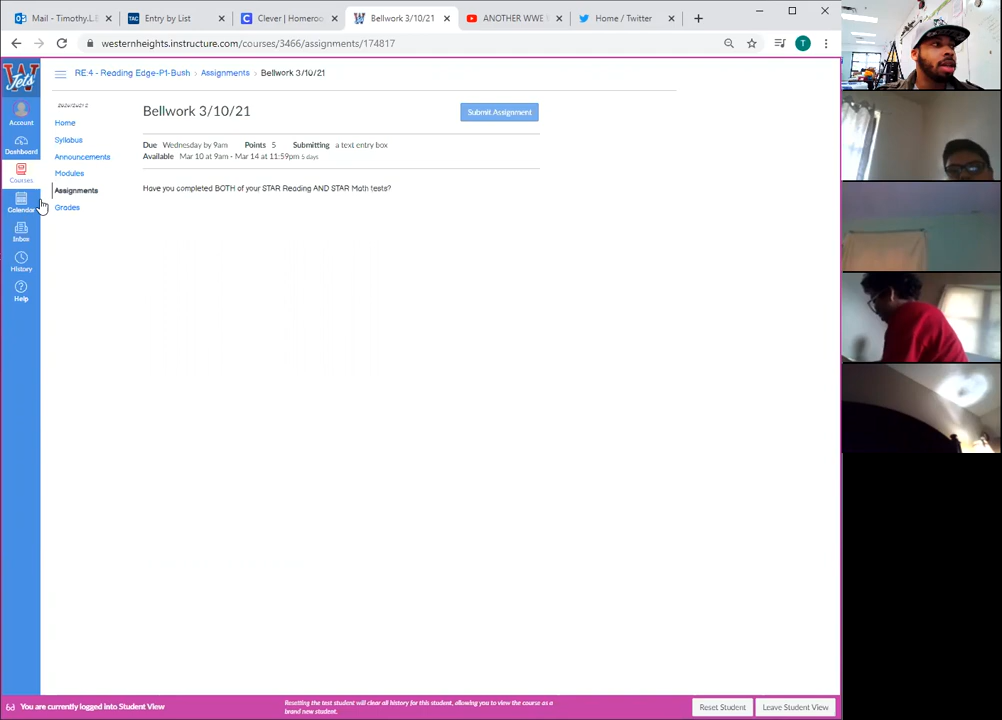 Mail - Timothy.L.B
Entry by List
Clever | Homeroo
Bellwork 3/10/21
ANOTHER WWE
Home / Twitter
westernheights.instructure.com/courses/3466/assignments/174817
T
Jets
RE:4 - Reading Edge-P1-Bush › Assignments › Bellwork 3/10/21
Account
Dashboard
Courses
Calendar
Inbox
History
Help
Home
Syllabus
Announcements
Modules
Assignments
Grades
Bellwork 3/10/21
Submit Assignment
Due Wednesday by 9am Points 5 Submitting a text entry box
Available Mar 10 at 9am - Mar 14 at 11:59pm 5 days
Have you completed BOTH of your STAR Reading AND STAR Math tests?
You are currently logged into Student View
Resetting the test student will clear all history for this student, allowing you to view the course as a
brand new student.
Reset Student
Leave Student View